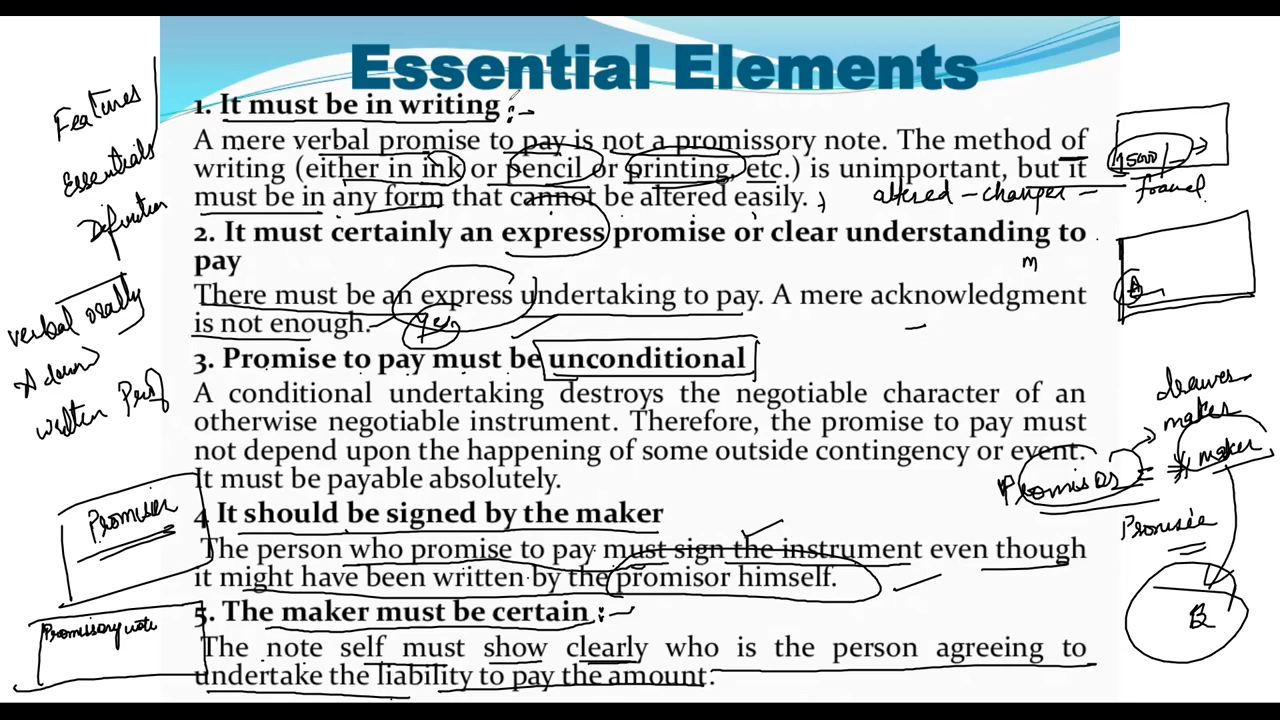 Essential Elements
1. It must be in writing :-
A mere verbal promise to pay is not a promissory note. The method of
writing (either in ink or pencil or printing, etc.) is unimportant, but it
must be in any form that cannot be altered easily.
altered - changes -
2. It must certainly an express promise or clear understanding to
pay
There must be an express undertaking to pay. A mere acknowledgment
is not enough.
3. Promise to pay must be unconditional
A conditional undertaking destroys the negotiable character of an
otherwise negotiable instrument. Therefore, the promise to pay must
not depend upon the happening of some outside contingency or event.
It must be payable absolutely.
4 It should be signed by the maker
The person who promise to pay must sign the instrument even though
it might have been written by the promisor himself.
5. The maker must be certain :-
The note self must show clearly who is the person agreeing to
undertake the liability to pay the amount.
Features
Essentials
Definition
verbal orally
written
Promisier
Promissory note
A
maker
maker
Promisee
B